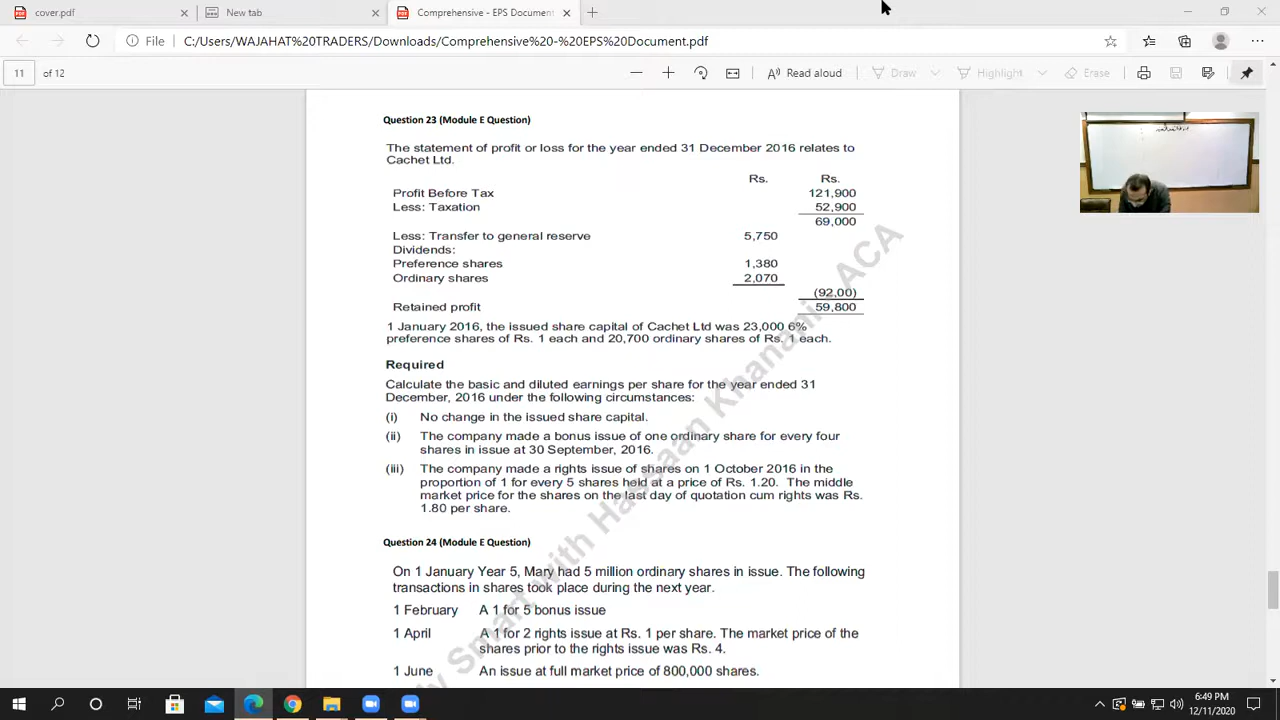 cover.pdf
New tab
Comprehensive - EPS Document
File
C:/Users/WAJAHAT%20TRADERS/Downloads/Comprehensive%20-%20EPS%20Document.pdf
11 of 12
Read aloud
Draw
Highlight
Erase
Question 23 (Module E Question)
The statement of profit or loss for the year ended 31 December 2016 relates to
Cachet Ltd.
Rs. Rs.
Profit Before Tax 121,900
Less: Taxation 52,900
69,000
Less: Transfer to general reserve 5,750
Dividends:
Preference shares 1,380
Ordinary shares 2,070
(92,00)
Retained profit 59,800
1 January 2016, the issued share capital of Cachet Ltd was 23,000 6%
preference shares of Rs. 1 each and 20,700 ordinary shares of Rs. 1 each.
Required
Calculate the basic and diluted earnings per share for the year ended 31
December, 2016 under the following circumstances:
(i) No change in the issued share capital.
(ii) The company made a bonus issue of one ordinary share for every four
shares in issue at 30 September, 2016.
(iii) The company made a rights issue of shares on 1 October 2016 in the
proportion of 1 for every 5 shares held at a price of Rs. 1.20. The middle
market price for the shares on the last day of quotation cum rights was Rs.
1.80 per share.
Question 24 (Module E Question)
On 1 January Year 5, Mary had 5 million ordinary shares in issue. The following
transactions in shares took place during the next year.
1 February A 1 for 5 bonus issue
1 April A 1 for 2 rights issue at Rs. 1 per share. The market price of the
shares prior to the rights issue was Rs. 4.
1 June An issue at full market price of 800,000 shares.
Smart with Hassaan Khanani - ACA
6:49 PM
12/11/2020